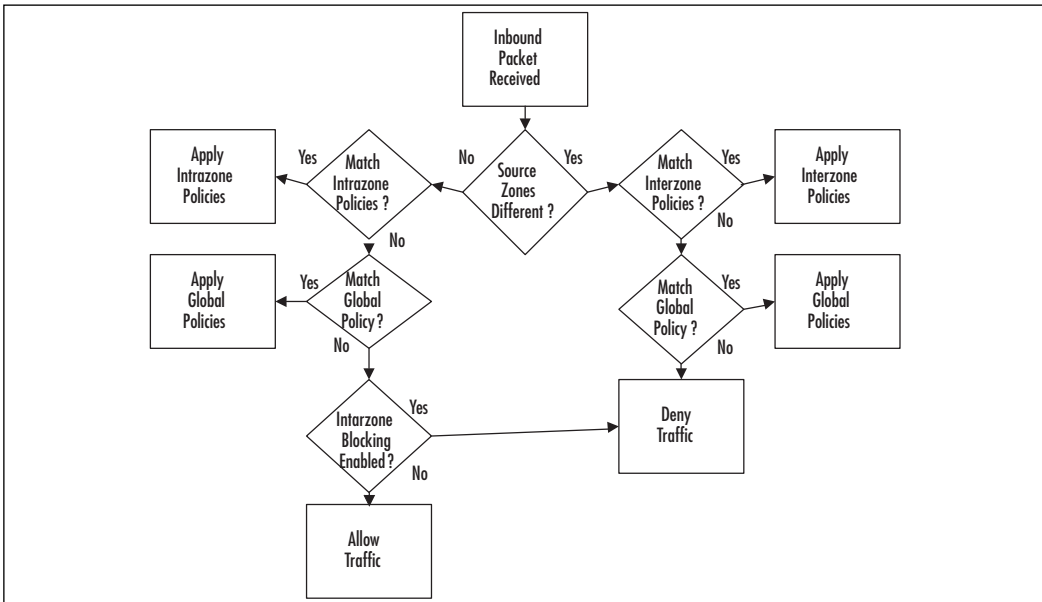 Inbound
Packet
Received
No
Yes
Source
Zones
Different ?
Apply
Intrazone
Policies
Yes
Match
Intrazone
Policies ?
No
Match
Interzone
Policies ?
Yes
No
Apply
Interzone
Policies
Apply
Global
Policies
Yes
Match
Global
Policy ?
No
Match
Global
Policy ?
Yes
No
Apply
Global
Policies
Intarzone
Blocking
Enabled ?
Yes
No
Deny
Traffic
Allow
Traffic